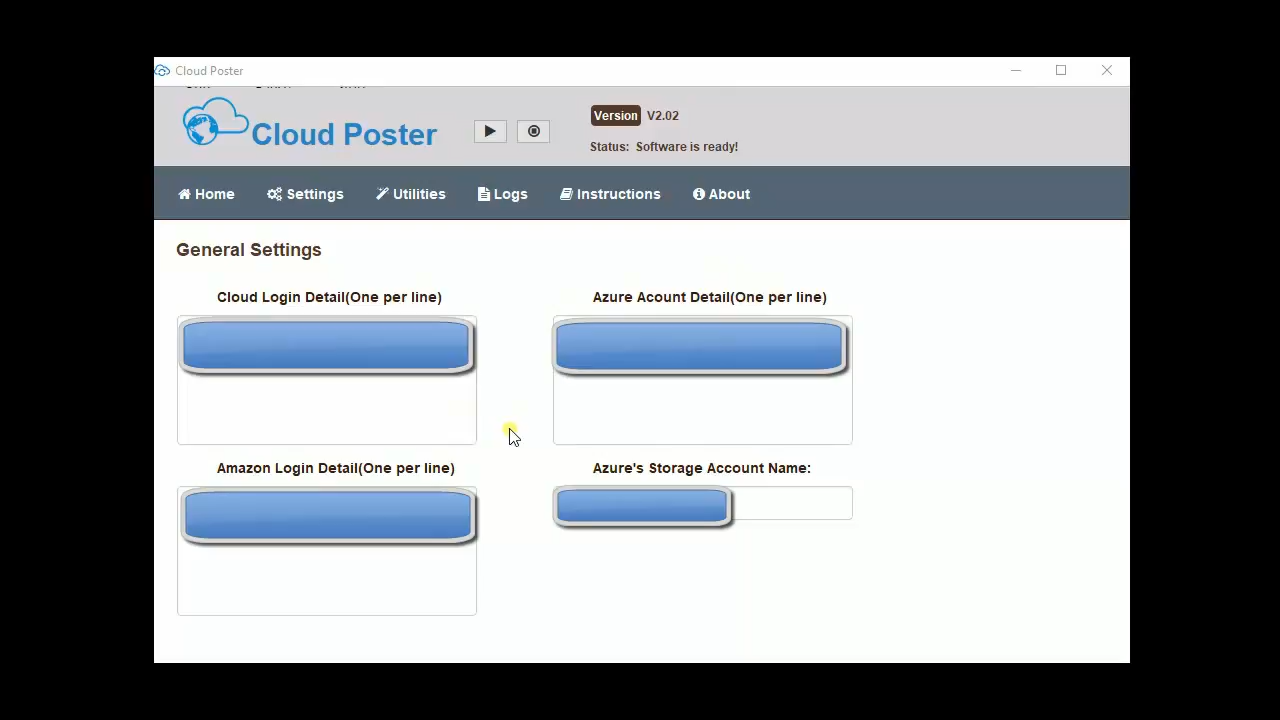 Cloud Poster
Cloud Poster
Version V2.02
Status: Software is ready!
Home Settings Utilities Logs Instructions About
General Settings
Cloud Login Detail(One per line)
Azure Acount Detail(One per line)
Amazon Login Detail(One per line)
Azure's Storage Account Name: